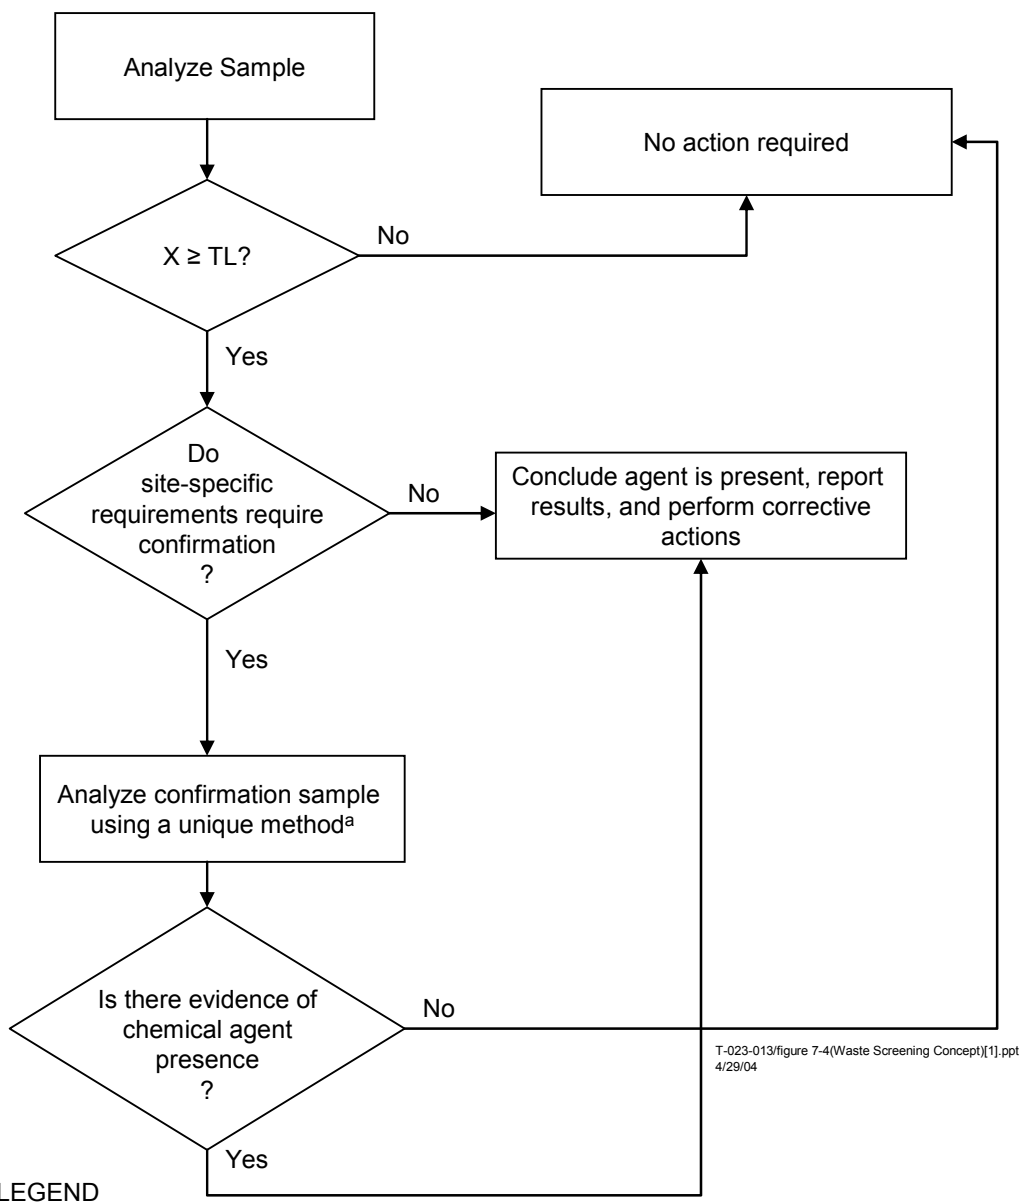 Analyze Sample
No action required
X ≥ TL?
No
Yes
Do
site-specific
requirements require
confirmation
?
No
Conclude agent is present, report
results, and perform corrective
actions
Yes
Analyze confirmation sample
using a unique methodᵃ
Is there evidence of
chemical agent
presence
?
No
T-023-013/figure 7-4(Waste Screening Concept)[1].ppt
4/29/04
Yes
LEGEND